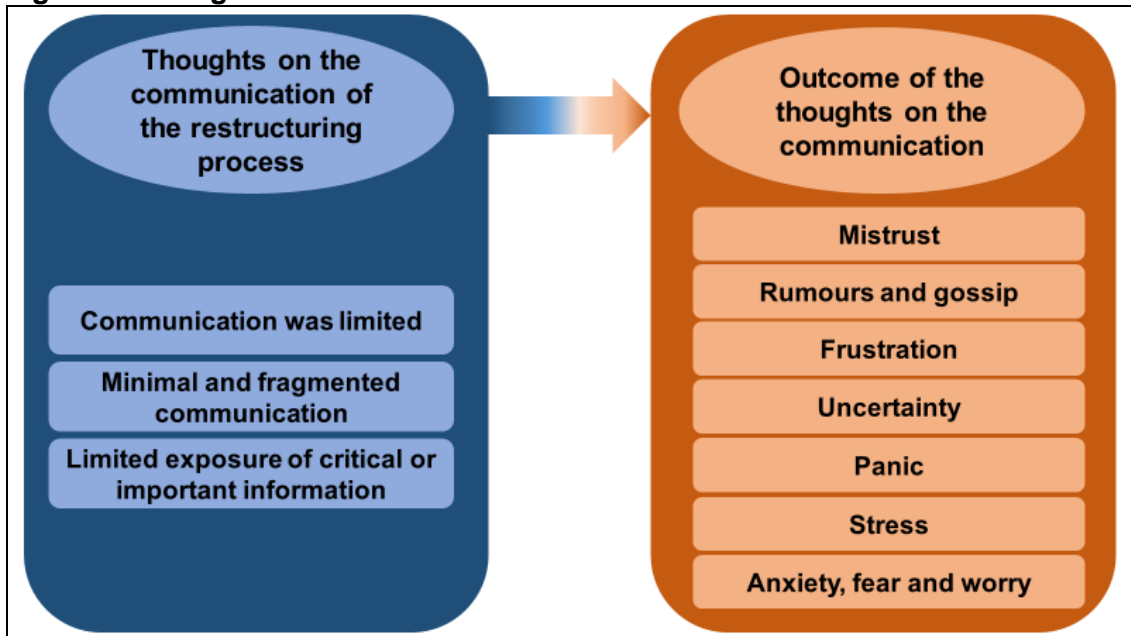 Thoughts on the
communication of
the restructuring
process
Communication was limited
Minimal and fragmented
communication
Limited exposure of critical or
important information
Outcome of the
thoughts on the
communication
Mistrust
Rumours and gossip
Frustration
Uncertainty
Panic
Stress
Anxiety, fear and worry